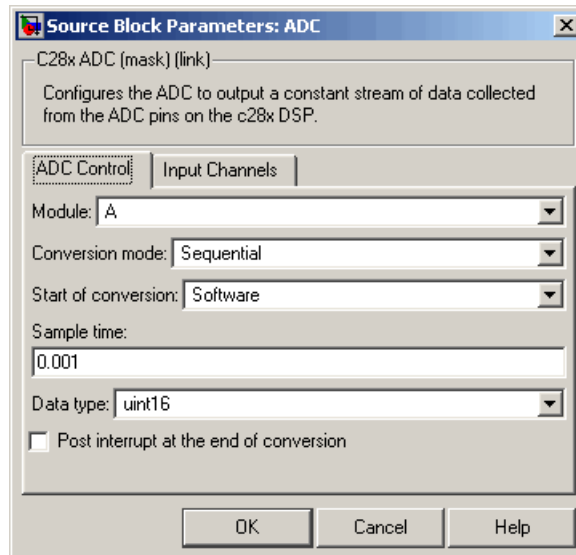 Source Block Parameters: ADC
C28x ADC (mask) (link)
Configures the ADC to output a constant stream of data collected
from the ADC pins on the c28x DSP.
ADC Control
Input Channels
Module: A
Conversion mode: Sequential
Start of conversion: Software
Sample time:
0.001
Data type: uint16
Post interrupt at the end of conversion
OK
Cancel
Help